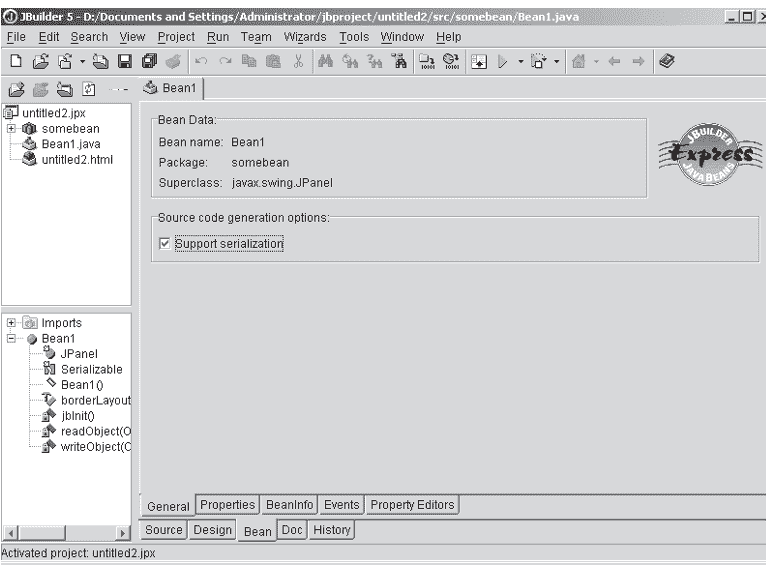 JBuilder 5 - D:/Documents and Settings/Administrator/jbproject/untitled2/src/somebean/Bean1.java
File Edit Search View Project Run Team Wizards Tools Window Help
Bean1
untitled2.jpx
somebean
Bean1.java
untitled2.html
Bean Data:
Bean name: Bean1
Package: somebean
Superclass: javax.swing.JPanel
JBUILDER
Express
JAVA BEANS
Source code generation options:
Support serialization
Imports
Bean1
JPanel
Serializable
Bean1()
borderLayout
jbInit()
readObject(O
writeObject(O
General Properties BeanInfo Events Property Editors
Source Design Bean Doc History
Activated project: untitled2.jpx